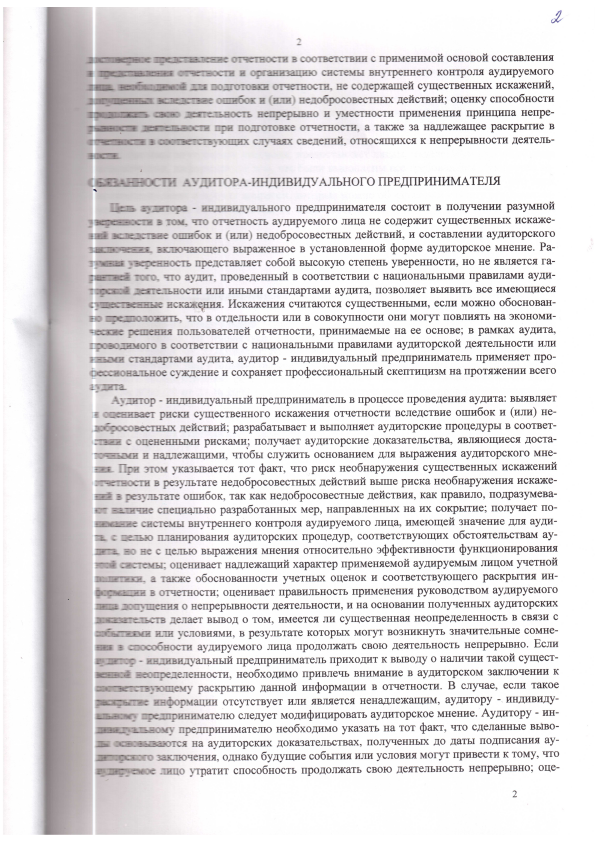 2
2
достоверное представление отчетности в соответствии с применимой основой составления
и представления отчетности и организацию системы внутреннего контроля аудируемого
лица, необходимой для подготовки отчетности, не содержащей существенных искажений,
допущенных вследствие ошибок и (или) недобросовестных действий; оценку способности
продолжать свою деятельность непрерывно и уместности применения принципа непре-
рывности деятельности при подготовке отчетности, а также за надлежащее раскрытие в
отчетности в соответствующих случаях сведений, относящихся к непрерывности деятель-
ности.
ОБЯЗАННОСТИ АУДИТОРА-ИНДИВИДУАЛЬНОГО ПРЕДПРИНИМАТЕЛЯ
Цель аудитора - индивидуального предпринимателя состоит в получении разумной
уверенности в том, что отчетность аудируемого лица не содержит существенных искаже-
ний вследствие ошибок и (или) недобросовестных действий, и составлении аудиторского
заключения, включающего выраженное в установленной форме аудиторское мнение. Ра-
зумная уверенность представляет собой высокую степень уверенности, но не является га-
рантией того, что аудит, проведенный в соответствии с национальными правилами ауди-
торской деятельности или иными стандартами аудита, позволяет выявить все имеющиеся
существенные искажения. Искажения считаются существенными, если можно обоснован-
но предположить, что в отдельности или в совокупности они могут повлиять на экономи-
ческие решения пользователей отчетности, принимаемые на ее основе; в рамках аудита,
проводимого в соответствии с национальными правилами аудиторской деятельности или
иными стандартами аудита, аудитор - индивидуальный предприниматель применяет про-
фессиональное суждение и сохраняет профессиональный скептицизм на протяжении всего
аудита.
Аудитор - индивидуальный предприниматель в процессе проведения аудита: выявляет
и оценивает риски существенного искажения отчетности вследствие ошибок и (или) не-
добросовестных действий; разрабатывает и выполняет аудиторские процедуры в соответ-
ствии с оцененными рисками; получает аудиторские доказательства, являющиеся доста-
точными и надлежащими, чтобы служить основанием для выражения аудиторского мне-
ния. При этом указывается тот факт, что риск необнаружения существенных искажений
отчетности в результате недобросовестных действий выше риска необнаружения искаже-
ний в результате ошибок, так как недобросовестные действия, как правило, подразумева-
ют наличие специально разработанных мер, направленных на их сокрытие; получает по-
нимание системы внутреннего контроля аудируемого лица, имеющей значение для ауди-
та, с целью планирования аудиторских процедур, соответствующих обстоятельствам ау-
дита, но не с целью выражения мнения относительно эффективности функционирования
этой системы; оценивает надлежащий характер применяемой аудируемым лицом учетной
политики, а также обоснованности учетных оценок и соответствующего раскрытия ин-
формации в отчетности; оценивает правильность применения руководством аудируемого
лица допущения о непрерывности деятельности, и на основании полученных аудиторских
доказательств делает вывод о том, имеется ли существенная неопределенность в связи с
событиями или условиями, в результате которых могут возникнуть значительные сомне-
ния в способности аудируемого лица продолжать свою деятельность непрерывно. Если
аудитор - индивидуальный предприниматель приходит к выводу о наличии такой сущест-
венной неопределенности, необходимо привлечь внимание в аудиторском заключении к
соответствующему раскрытию данной информации в отчетности. В случае, если такое
раскрытие информации отсутствует или является ненадлежащим, аудитору - индивиду-
альному предпринимателю следует модифицировать аудиторское мнение. Аудитору - ин-
дивидуальному предпринимателю необходимо указать на тот факт, что сделанные выво-
ды основываются на аудиторских доказательствах, полученных до даты подписания ау-
диторского заключения, однако будущие события или условия могут привести к тому, что
аудируемое лицо утратит способность продолжать свою деятельность непрерывно; оце-
2